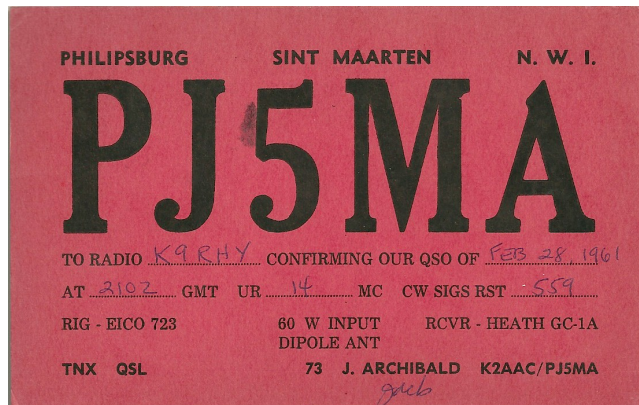 PHILIPSBURG SINT MAARTEN N. W. I.
PJ5MA
TO RADIO K9RHY CONFIRMING OUR QSO OF FEB 28, 1961
AT 2102 GMT UR 14 MC CW SIGS RST 559
RIG - EICO 723 60 W INPUT RCVR - HEATH GC-1A
DIPOLE ANT
TNX QSL 73 J. ARCHIBALD K2AAC/PJ5MA